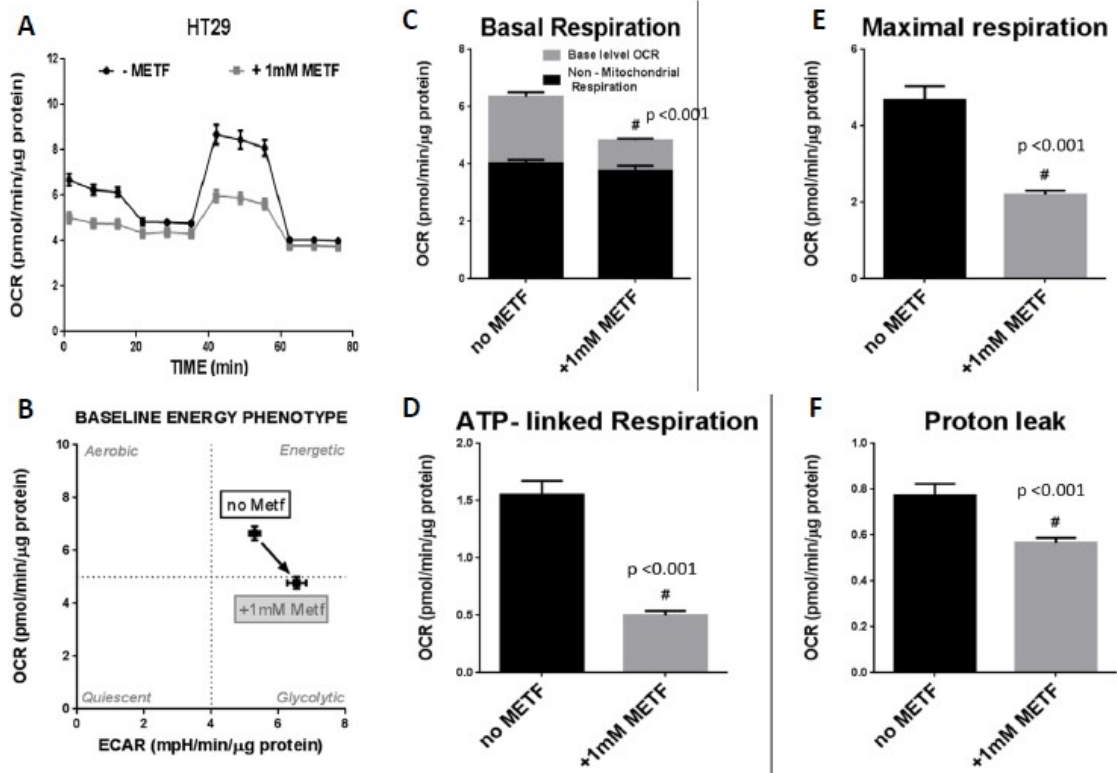 A
HT29
- METF
+ 1mM METF
12
10
8
6
4
2
0
0
20
40
60
80
OCR (pmol/min/µg protein)
TIME (min)
B
BASELINE ENERGY PHENOTYPE
Aerobic
Energetic
no Metf
+1mM Metf
Quiescent
Glycolytic
10
8
6
4
2
0
0
2
4
6
8
OCR (pmol/min/µg protein)
ECAR (mpH/min/µg protein)
C
Basal Respiration
Base lelvel OCR
Non - Mitochondrial
Respiration
p <0.001
#
8
6
4
2
0
OCR (pmol/min/µg protein)
no METF
+1mM METF
D
ATP- linked Respiration
p <0.001
#
2.0
1.5
1.0
0.5
0.0
OCR (pmol/min/µg protein)
no METF
+1mM METF
E
Maximal respiration
p <0.001
#
6
4
2
0
OCR (pmol/min/µg protein)
no METF
+1mM METF
F
Proton leak
p <0.001
#
1.0
0.8
0.6
0.4
0.2
0.0
OCR (pmol/min/µg protein)
no METF
+1mM METF